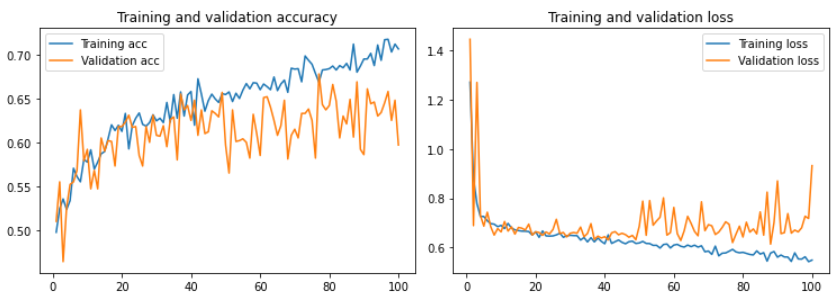 Training and validation accuracy
Training acc
Validation acc
0.70
0.65
0.60
0.55
0.50
0 20 40 60 80 100
Training and validation loss
Training loss
Validation loss
1.4
1.2
1.0
0.8
0.6
0 20 40 60 80 100